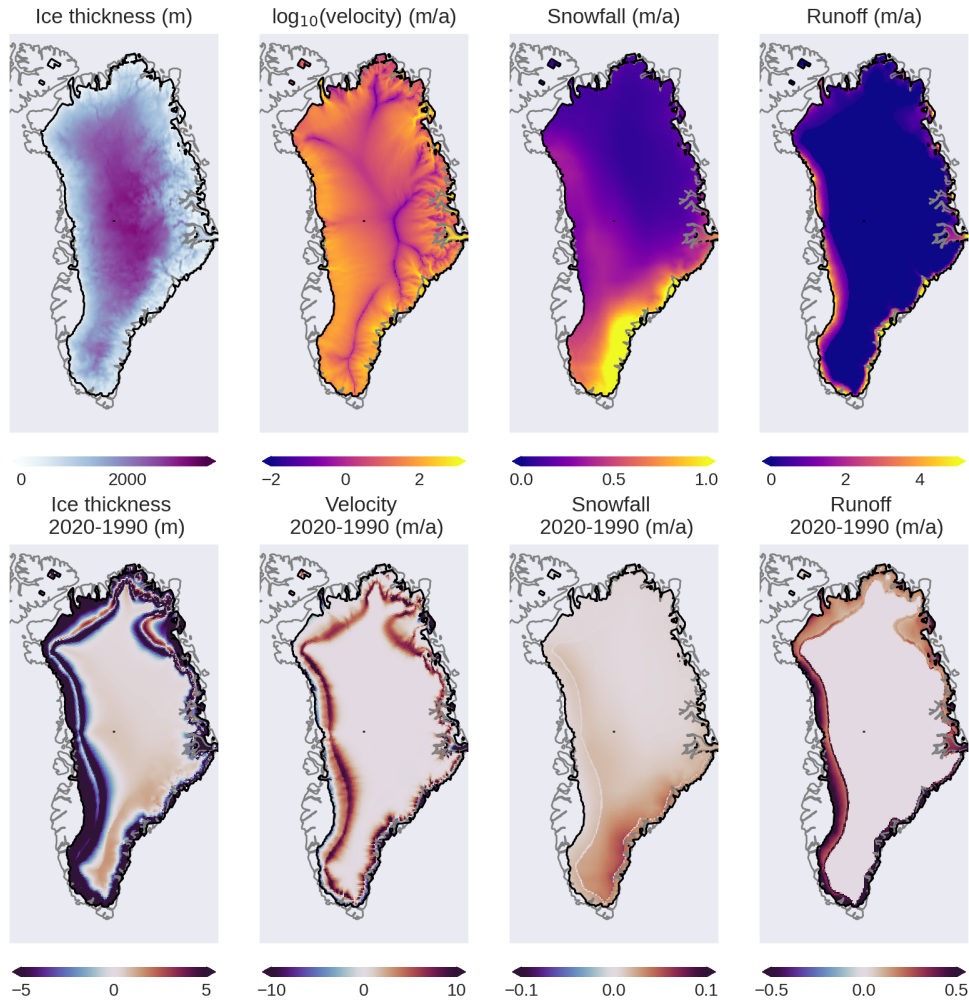 Ice thickness (m)
log₁₀(velocity) (m/a)
Snowfall (m/a)
Runoff (m/a)
0 2000
−2 0 2
0.0 0.5 1.0
0 2 4
Ice thickness
2020-1990 (m)
Velocity
2020-1990 (m/a)
Snowfall
2020-1990 (m/a)
Runoff
2020-1990 (m/a)
−5 0 5
−10 0 10
−0.1 0.0 0.1
−0.5 0.0 0.5